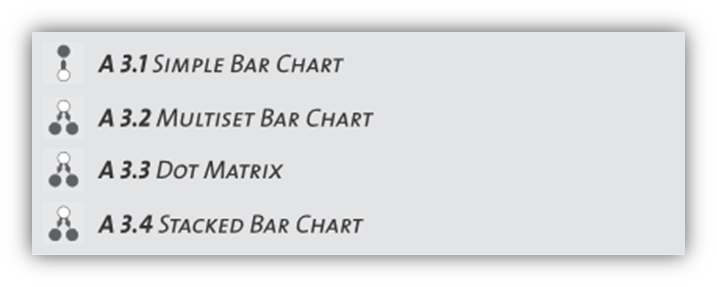 A 3.1 Simple Bar Chart
A 3.2 Multiset Bar Chart
A 3.3 Dot Matrix
A 3.4 Stacked Bar Chart